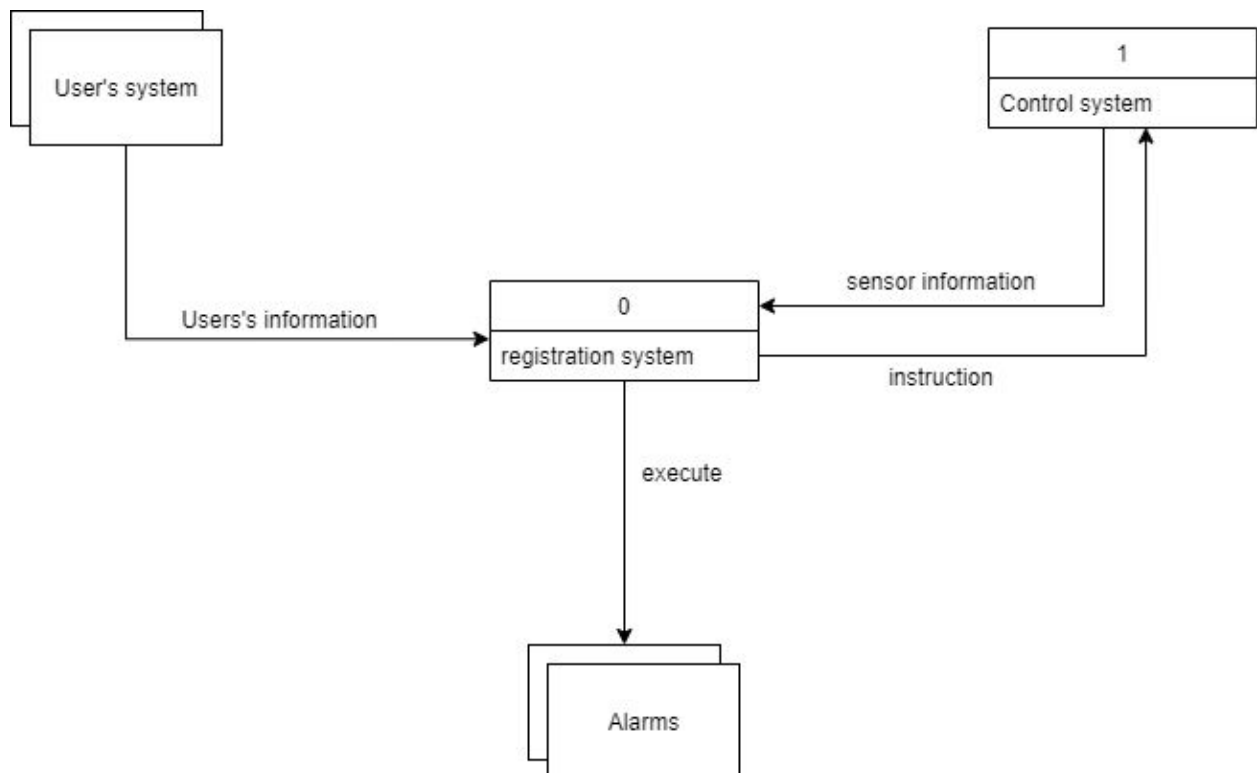 User's system
1
Control system
sensor information
0
Users's information
registration system
instruction
execute
Alarms